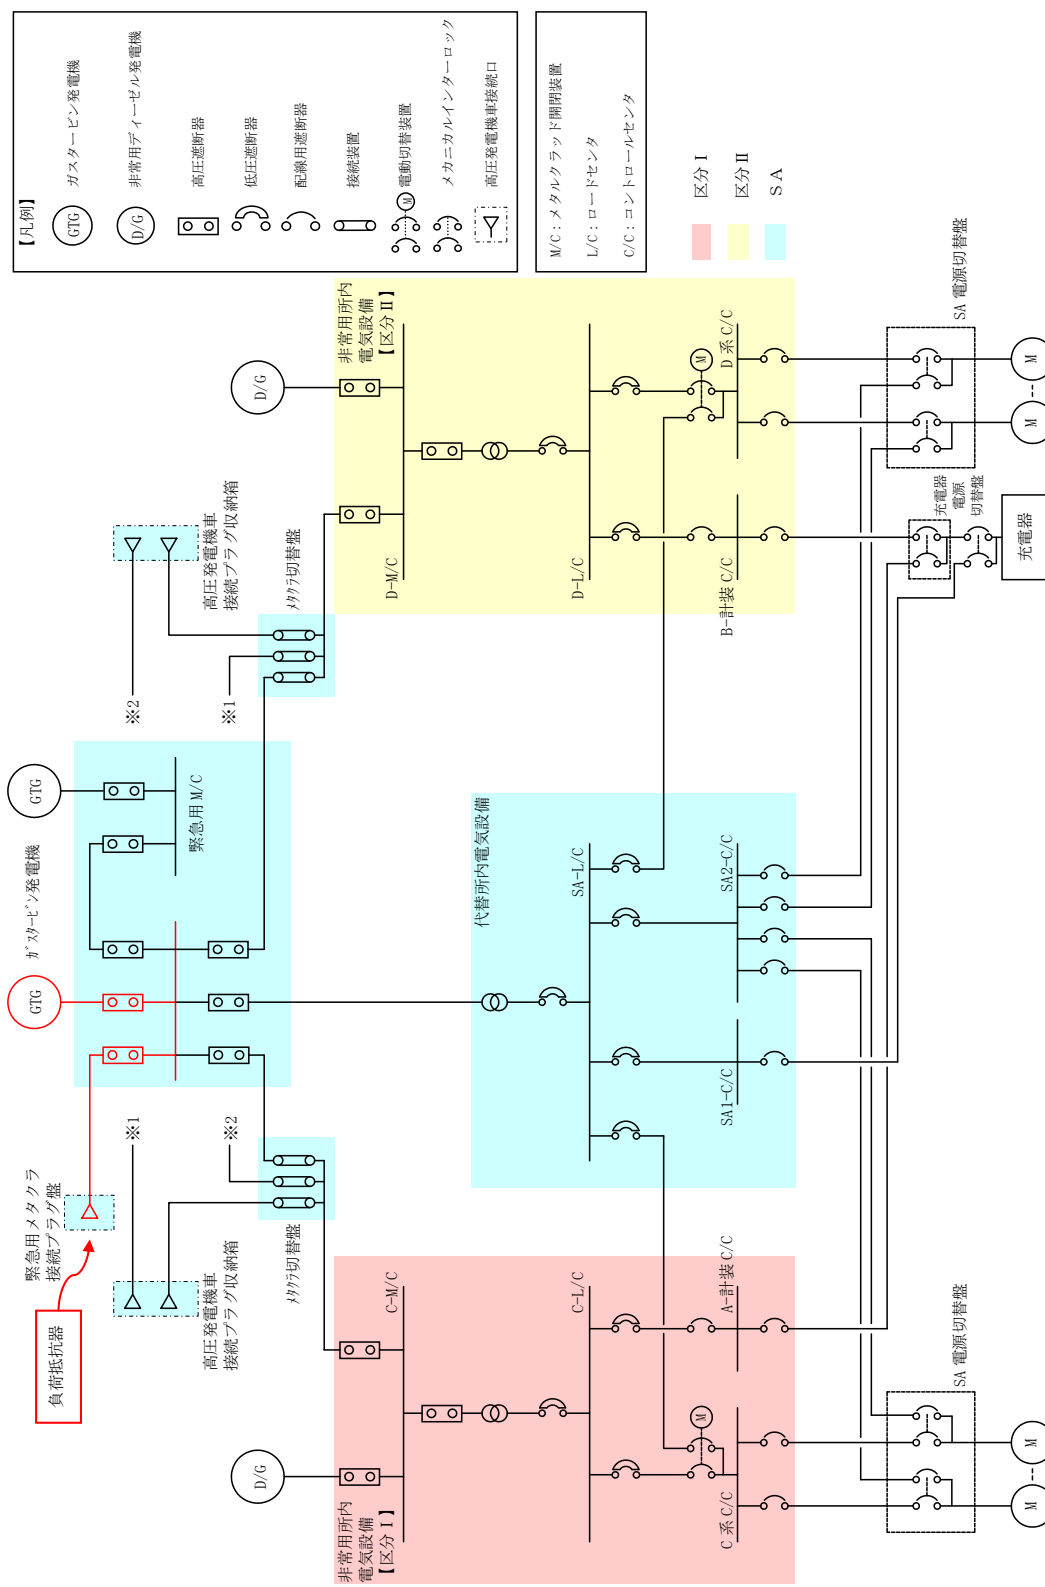 【凡例】
GTG
ガスタービン発電機
D/G
非常用ディーゼル発電機
高圧遮断器
低圧遮断器
配線用遮断器
接続装置
M
電動切替装置
メカニカルインターロック
高圧発電機車接続口
M/C：メタルクラッド開閉装置
L/C：ロードセンタ
C/C：コントロールセンタ
区分Ⅰ
区分Ⅱ
SA
負荷抵抗器
緊急用メタクラ
接続プラグ盤
GTG
ｶﾞｽﾀｰﾋﾞﾝ発電機
GTG
緊急用M/C
※1
※2
高圧発電機車
接続プラグ収納箱
ﾒﾀｸﾗ切替盤
※2
※1
高圧発電機車
接続プラグ収納箱
ﾒﾀｸﾗ切替盤
D/G
D/G
非常用所内
電気設備
【区分Ⅰ】
C-M/C
C-L/C
M
C系C/C
A-計装C/C
代替所内電気設備
SA-L/C
SA1-C/C
SA2-C/C
非常用所内
電気設備
【区分Ⅱ】
D-M/C
D-L/C
M
B-計装C/C
D系C/C
SA電源切替盤
M
M
充電器
電源
切替盤
充電器
SA電源切替盤
M
M